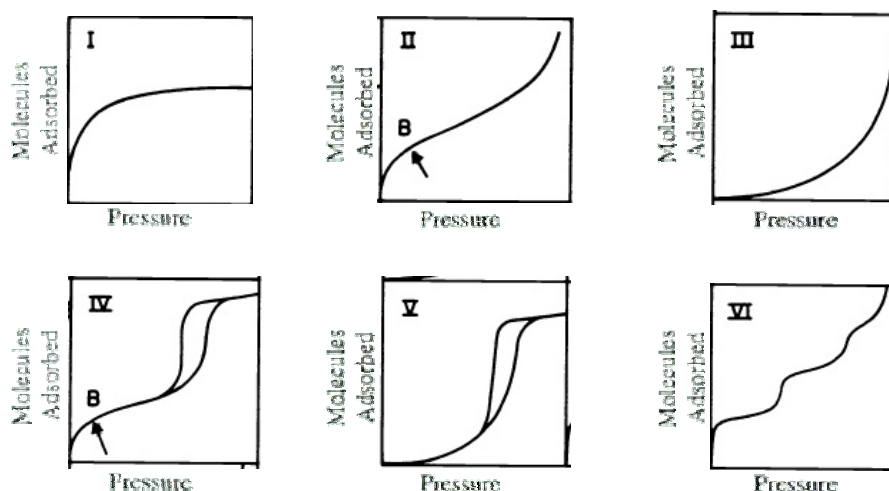 I
II
III
Molecules
Adsorbed
Molecules
Adsorbed
Molecules
Adsorbed
B
Pressure
Pressure
Pressure
IV
V
VI
Molecules
Adsorbed
Molecules
Adsorbed
Molecules
Adsorbed
B
Pressure
Pressure
Pressure